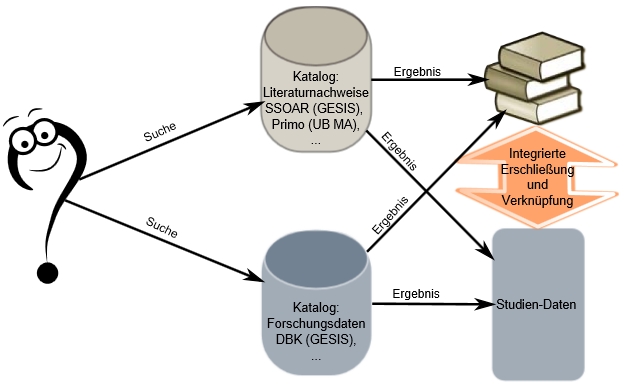 Suche
Suche
Katalog:
Literaturnachweise
SSOAR (GESIS),
Primo (UB MA),
...
Katalog:
Forschungsdaten
DBK (GESIS),
...
Ergebnis
Ergebnis
Ergebnis
Ergebnis
Integrierte
Erschließung
und
Verknüpfung
Studien-Daten